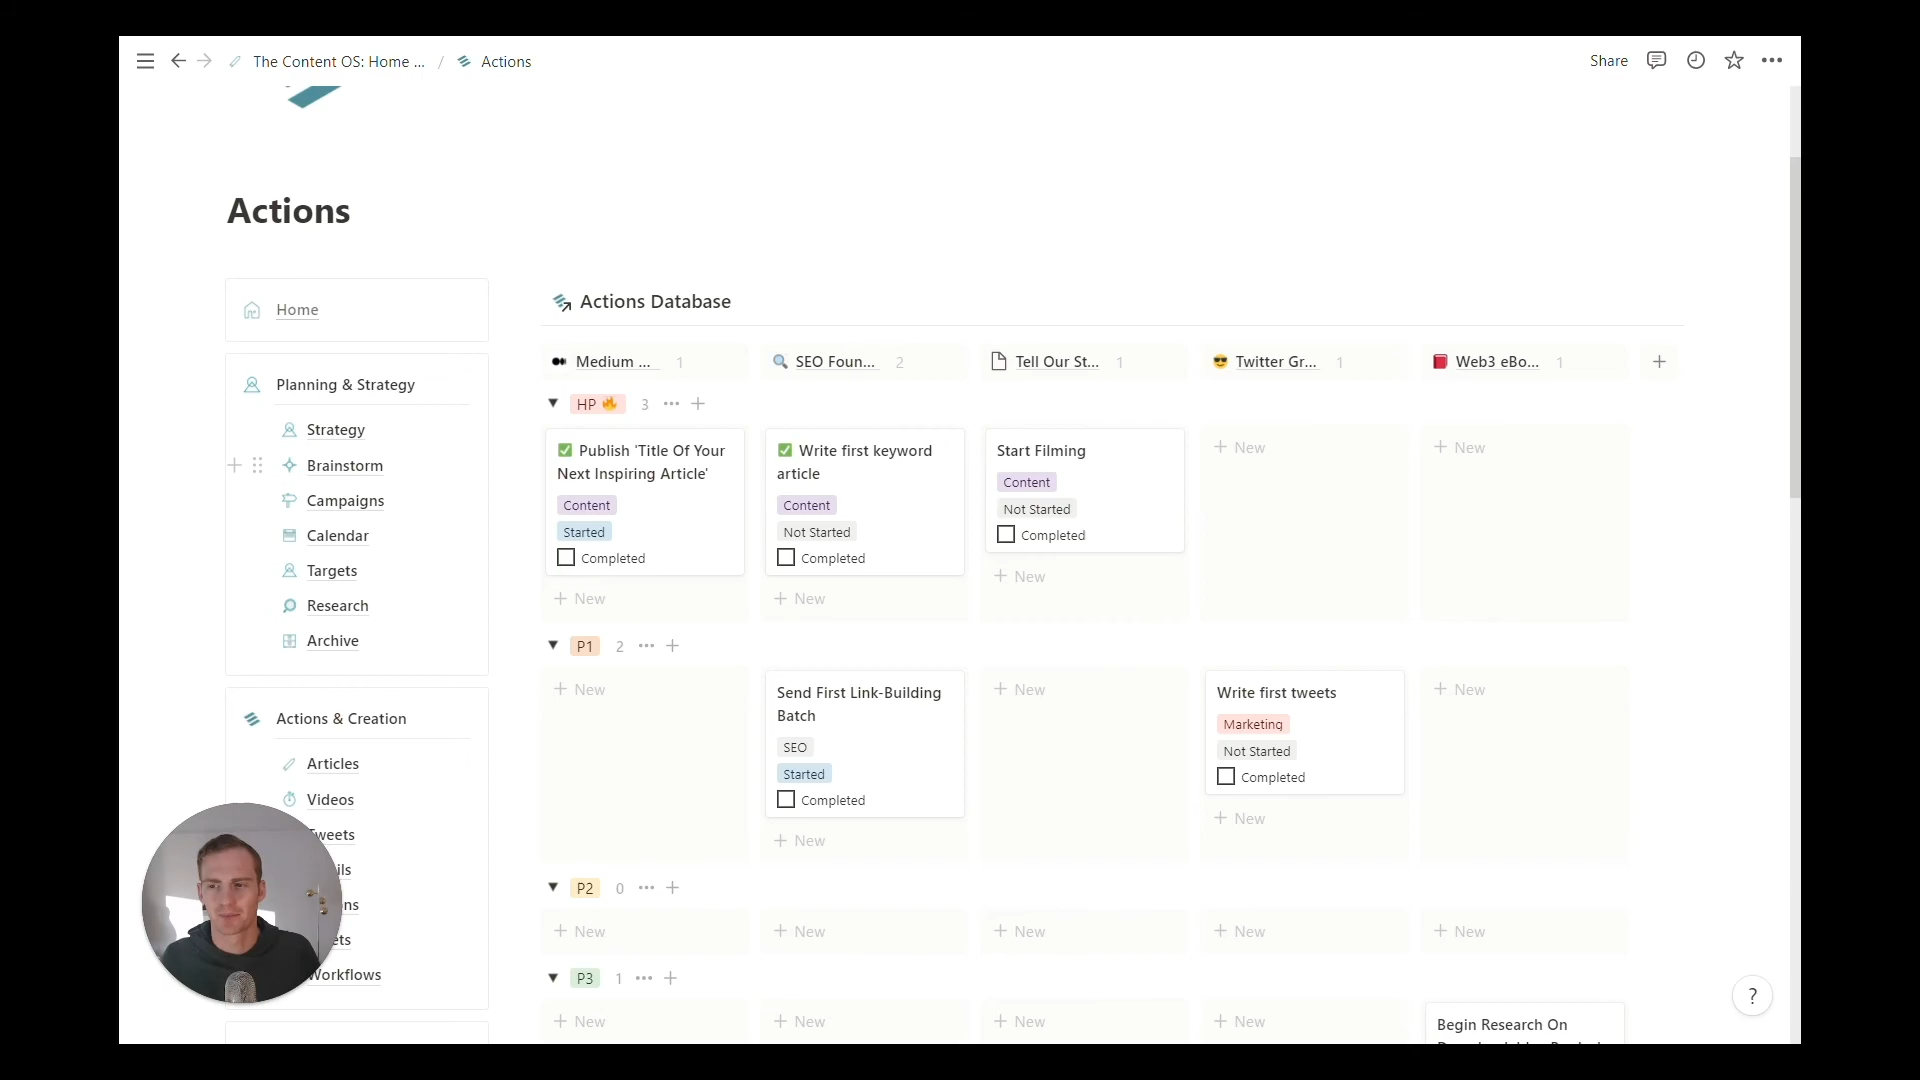 The Content OS: Home ... / Actions
Share
Actions
Home
Planning & Strategy
Strategy
Brainstorm
Campaigns
Calendar
Targets
Research
Archive
Actions & Creation
Articles
Videos
Workflows
Actions Database
Medium ... 1
SEO Foun... 2
Tell Our St... 1
Twitter Gr... 1
Web3 eBo... 1
HP 3
Publish 'Title Of Your
Next Inspiring Article'
Content
Started
Completed
New
Write first keyword
article
Content
Not Started
Completed
New
Start Filming
Content
Not Started
Completed
New
New
New
P1 2
New
Send First Link-Building
Batch
SEO
Started
Completed
New
New
Write first tweets
Marketing
Not Started
Completed
New
New
P2 0
New
New
New
New
New
P3 1
New
New
New
New
Begin Research On
?